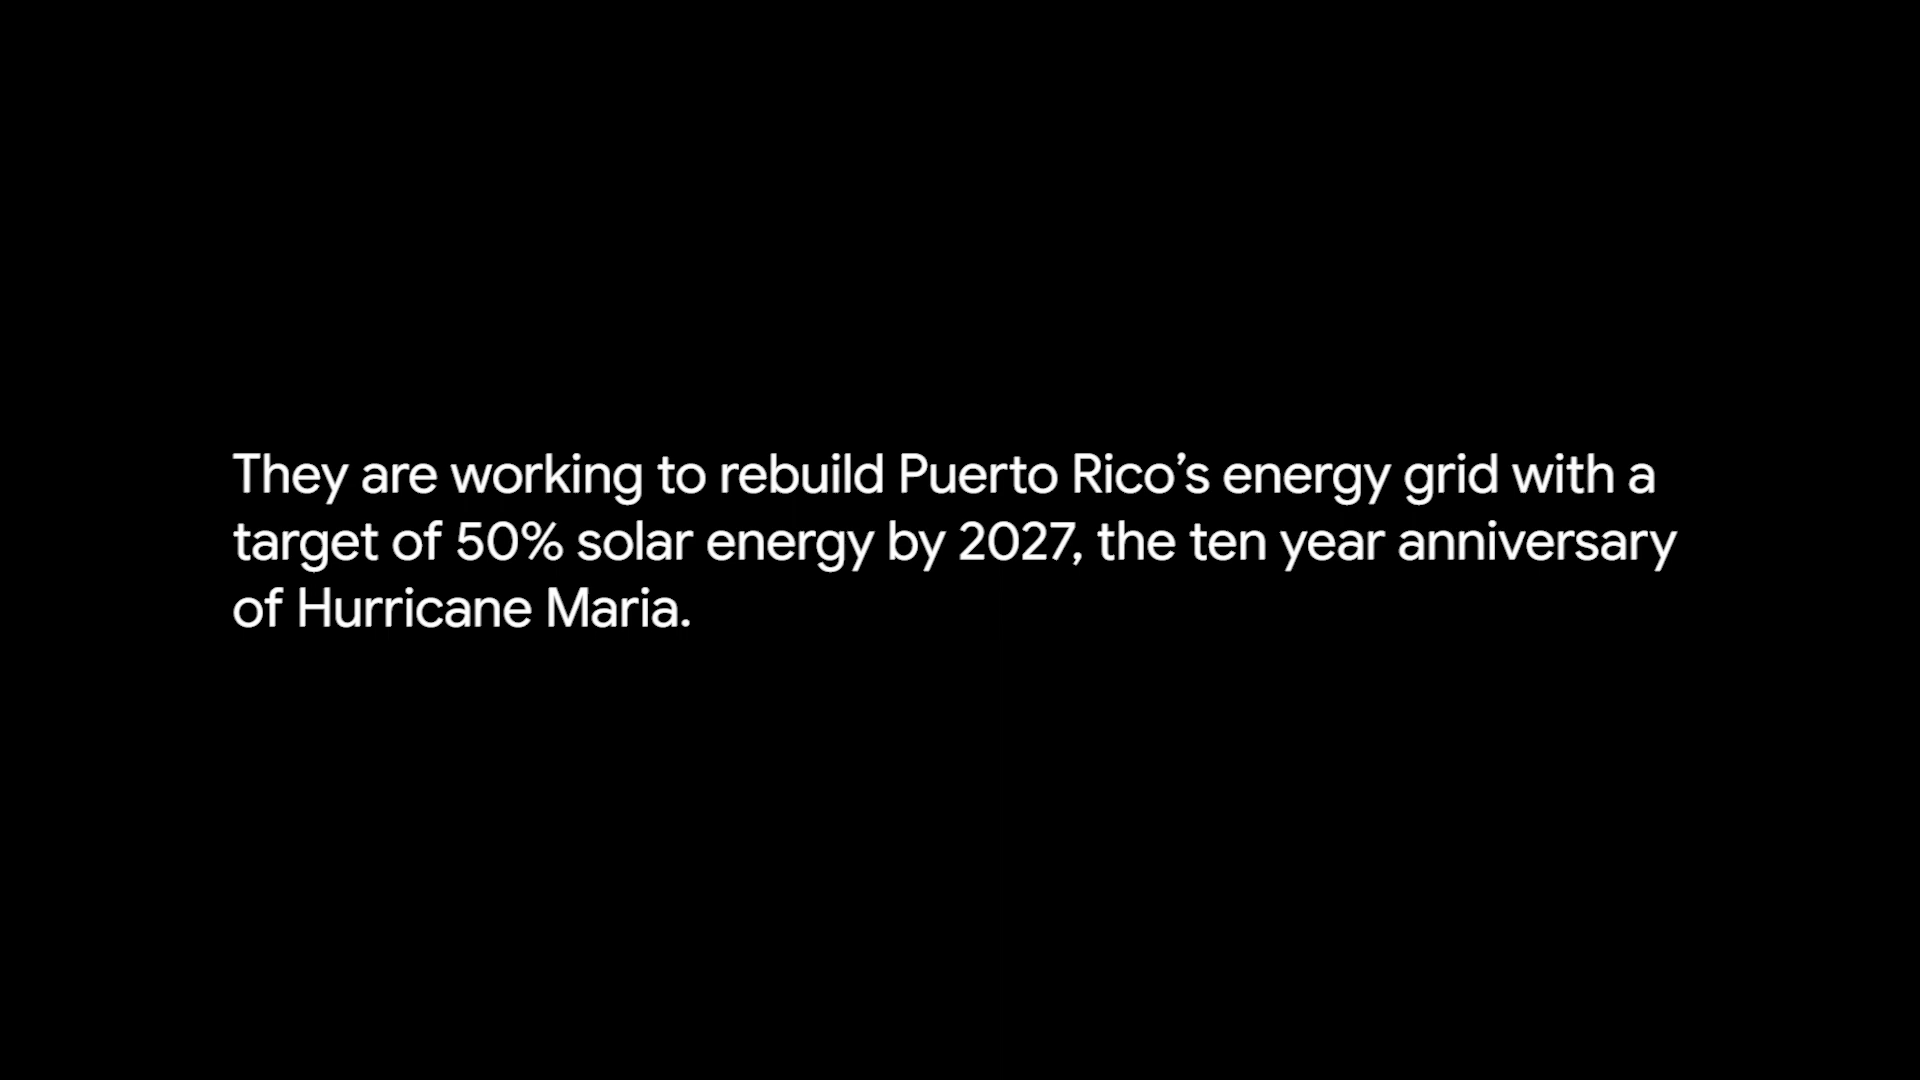 They are working to rebuild Puerto Rico’s energy grid with a
target of 50% solar energy by 2027, the ten year anniversary
of Hurricane Maria.